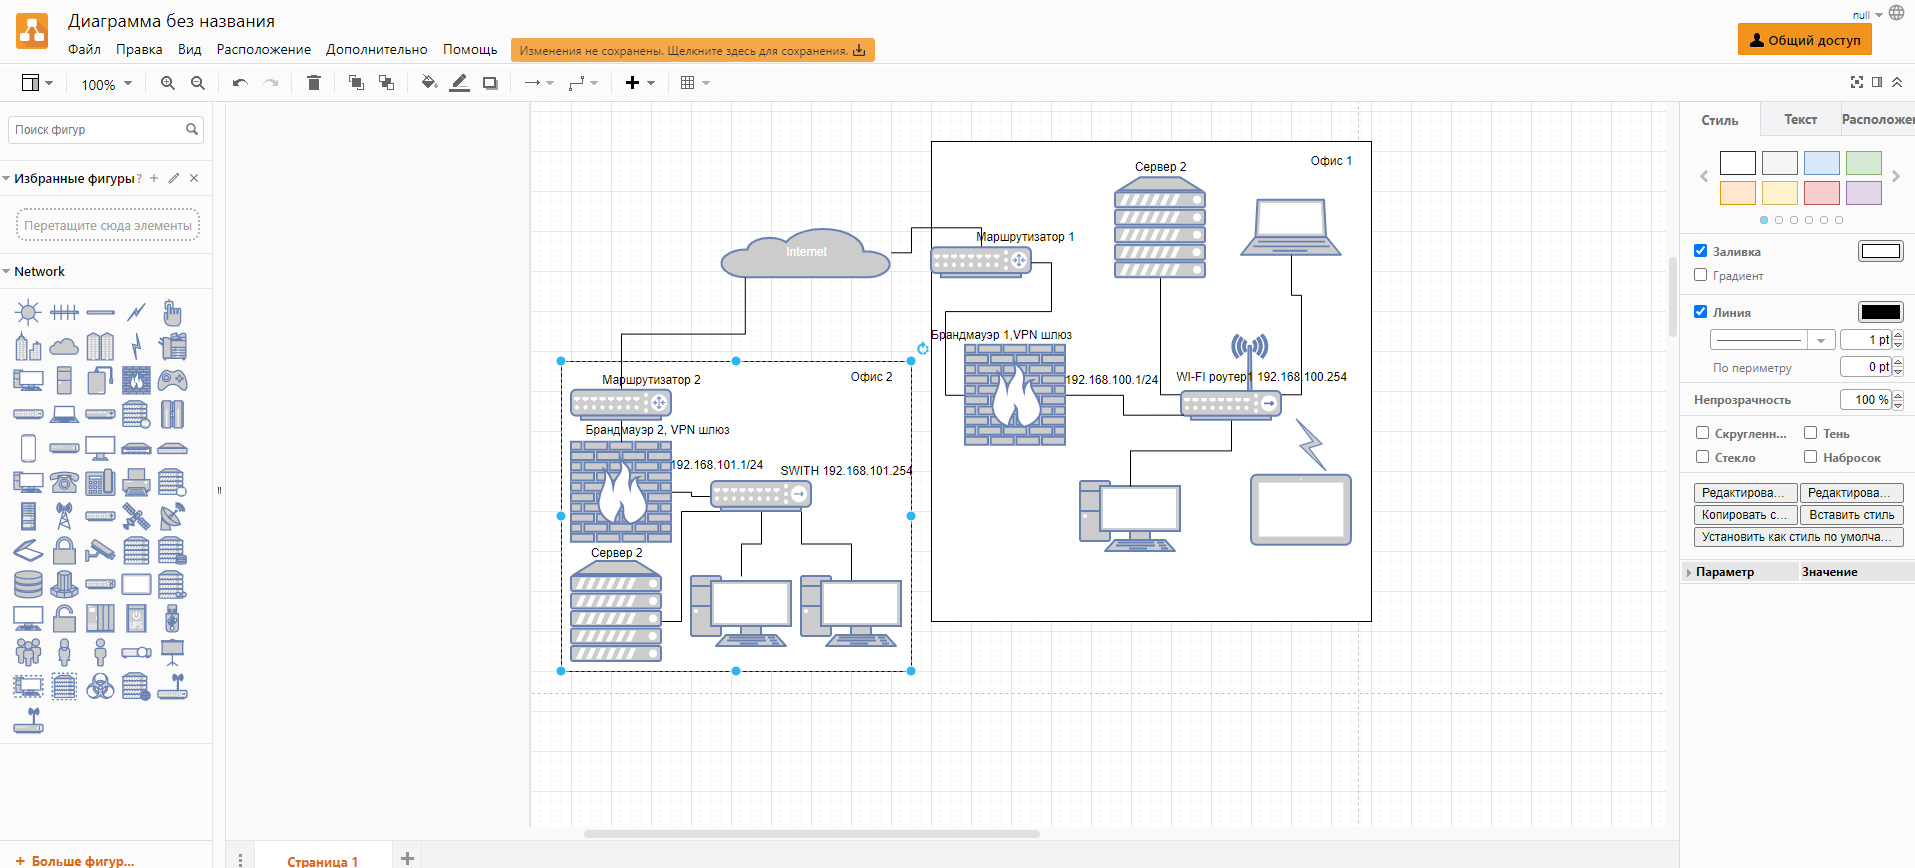 Диаграмма без названия
null
Файл Правка Вид Расположение Дополнительно Помощь
Изменения не сохранены. Щелкните здесь для сохранения.
Общий доступ
100%
Поиск фигур
Избранные фигуры ?
Перетащите сюда элементы
Network
UPS
Больше фигур...
Internet
Офис 1
Сервер 2
Маршрутизатор 1
Брандмауэр 1,VPN шлюз
192.168.100.1/24
WI-FI роутер1 192.168.100.254
Маршрутизатор 2
Офис 2
Брандмауэр 2, VPN шлюз
192.168.101.1/24
SWITH 192.168.101.254
Сервер 2
Страница 1
Стиль
Текст
Расположен
Заливка
Градиент
Линия
1 pt
По периметру
0 pt
Непрозрачность
100 %
Скругленн...
Тень
Стекло
Набросок
Редактирова...
Редактирова...
Копировать с...
Вставить стиль
Установить как стиль по умолча...
Параметр
Значение